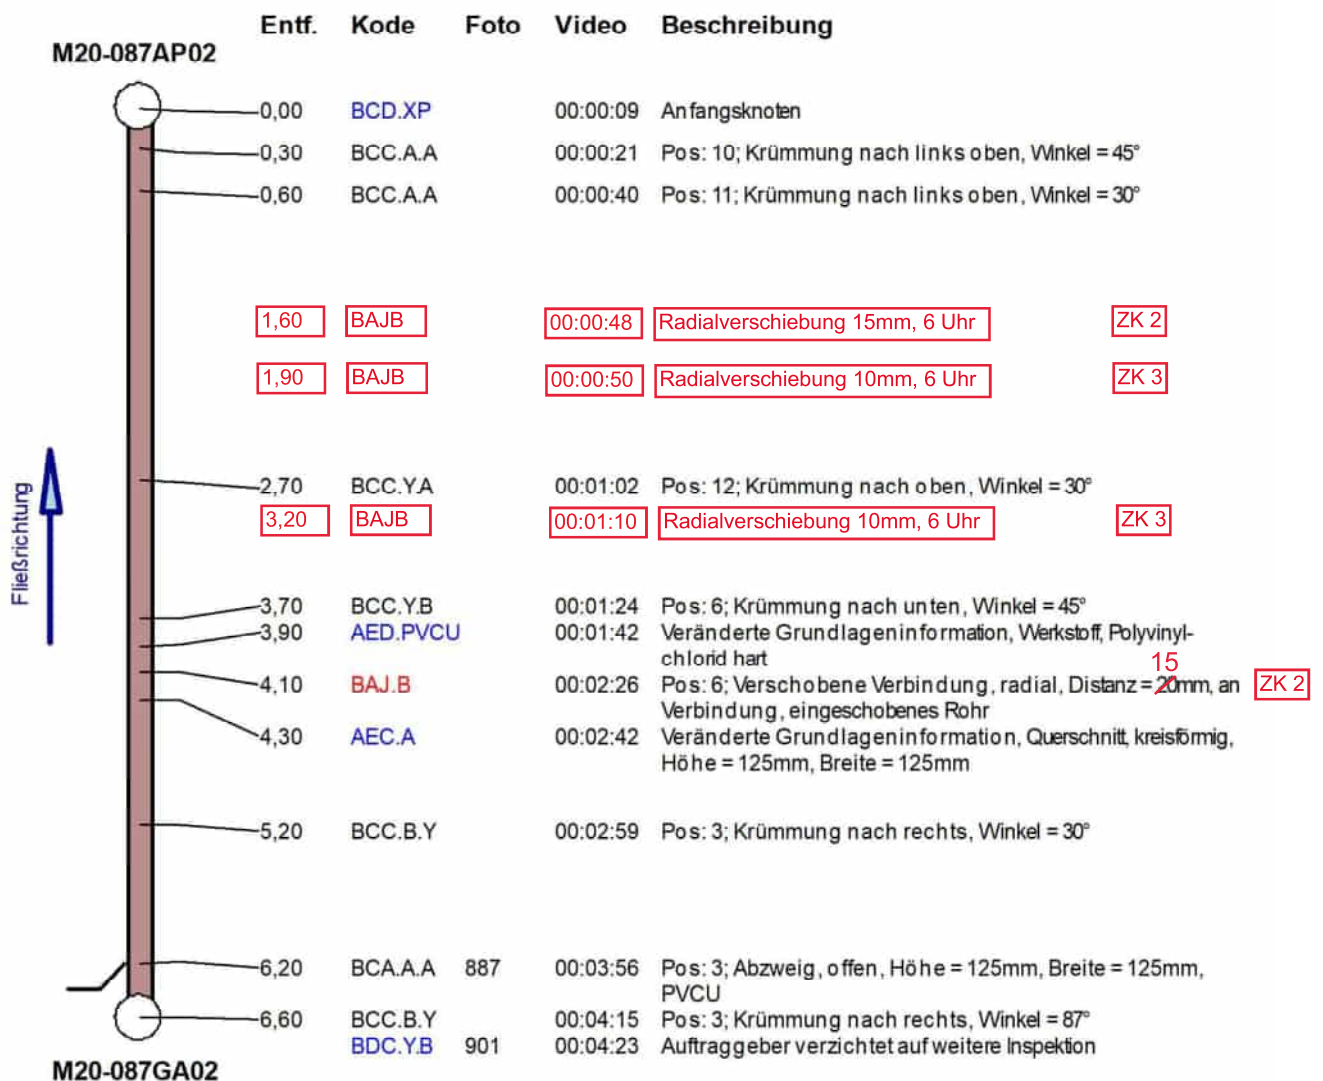 Entf. Kode Foto Video Beschreibung
M20-087AP02
0,00 BCD.XP 00:00:09 Anfangsknoten
0,30 BCC.A.A 00:00:21 Pos: 10; Krümmung nach links oben, Winkel = 45°
0,60 BCC.A.A 00:00:40 Pos: 11; Krümmung nach links oben, Winkel = 30°
1,60 BAJB 00:00:48 Radialverschiebung 15mm, 6 Uhr ZK 2
1,90 BAJB 00:00:50 Radialverschiebung 10mm, 6 Uhr ZK 3
Fließrichtung
2,70 BCC.Y.A 00:01:02 Pos: 12; Krümmung nach oben, Winkel = 30°
3,20 BAJB 00:01:10 Radialverschiebung 10mm, 6 Uhr ZK 3
3,70 BCC.Y.B 00:01:24 Pos: 6; Krümmung nach unten, Winkel = 45°
3,90 AED.PVCU 00:01:42 Veränderte Grundlageninformation, Werkstoff, Polyvinyl-
chlorid hart
15
4,10 BAJ.B 00:02:26 Pos: 6; Verschobene Verbindung, radial, Distanz = 20mm, an ZK 2
Verbindung, eingeschobenes Rohr
4,30 AEC.A 00:02:42 Veränderte Grundlageninformation, Querschnitt, kreisförmig,
Höhe = 125mm, Breite = 125mm
5,20 BCC.B.Y 00:02:59 Pos: 3; Krümmung nach rechts, Winkel = 30°
6,20 BCA.A.A 887 00:03:56 Pos: 3; Abzweig, offen, Höhe = 125mm, Breite = 125mm,
PVCU
6,60 BCC.B.Y 00:04:15 Pos: 3; Krümmung nach rechts, Winkel = 87°
BDC.Y.B 901 00:04:23 Auftraggeber verzichtet auf weitere Inspektion
M20-087GA02